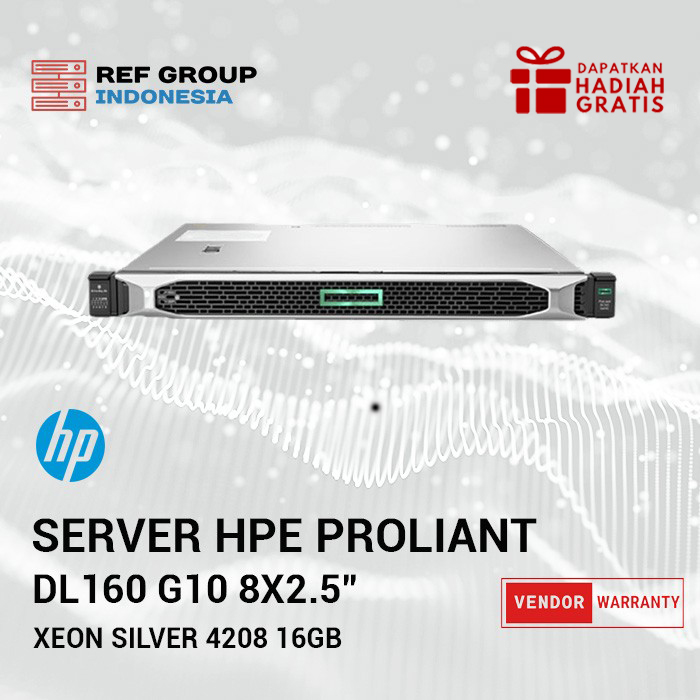 REF GROUP
INDONESIA
DAPATKAN
HADIAH
GRATIS
hp
SERVER HPE PROLIANT
DL160 G10 8X2.5"
XEON SILVER 4208 16GB
VENDOR WARRANTY